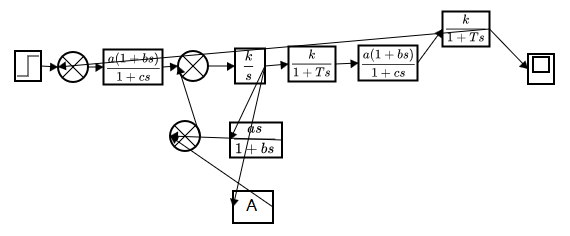 k
1 + Ts
a(1 + bs)
1 + cs
k
s
k
1 + Ts
a(1 + bs)
1 + cs
as
1 + bs
A